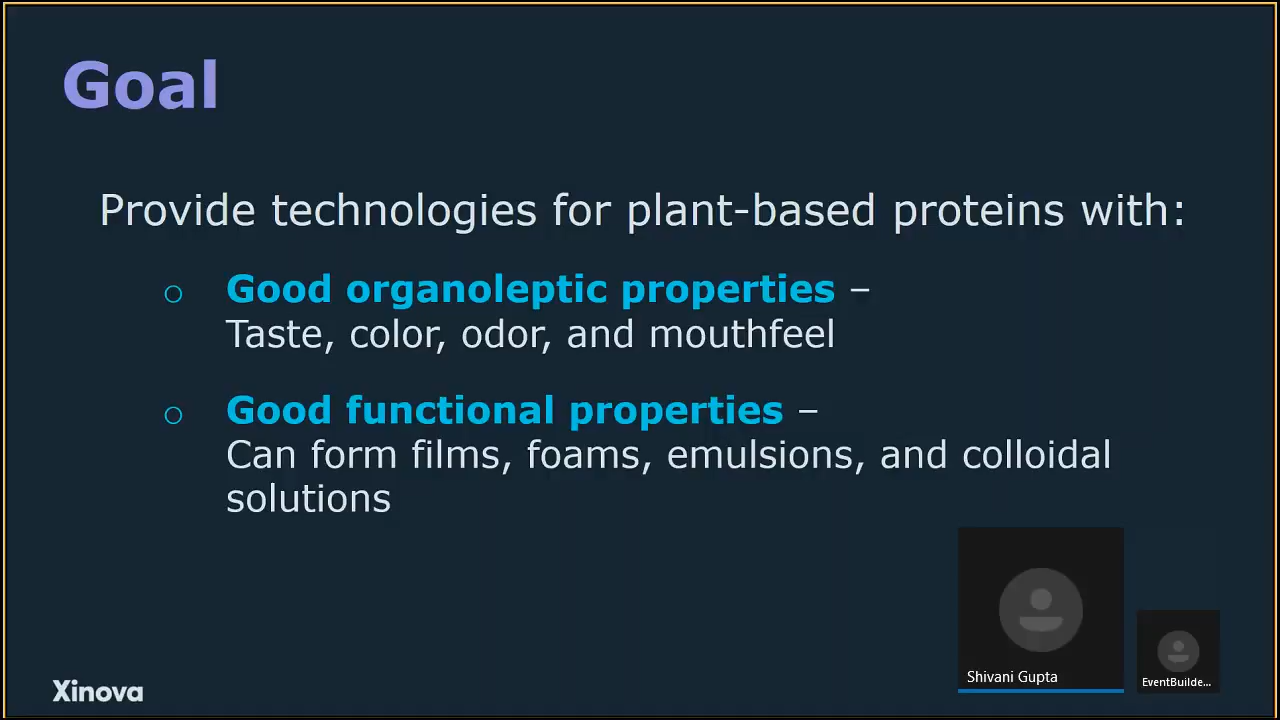 Goal
Provide technologies for plant-based proteins with:
o Good organoleptic properties –
Taste, color, odor, and mouthfeel
o Good functional properties –
Can form films, foams, emulsions, and colloidal
solutions
Shivani Gupta
EventBuilde...
Xinova